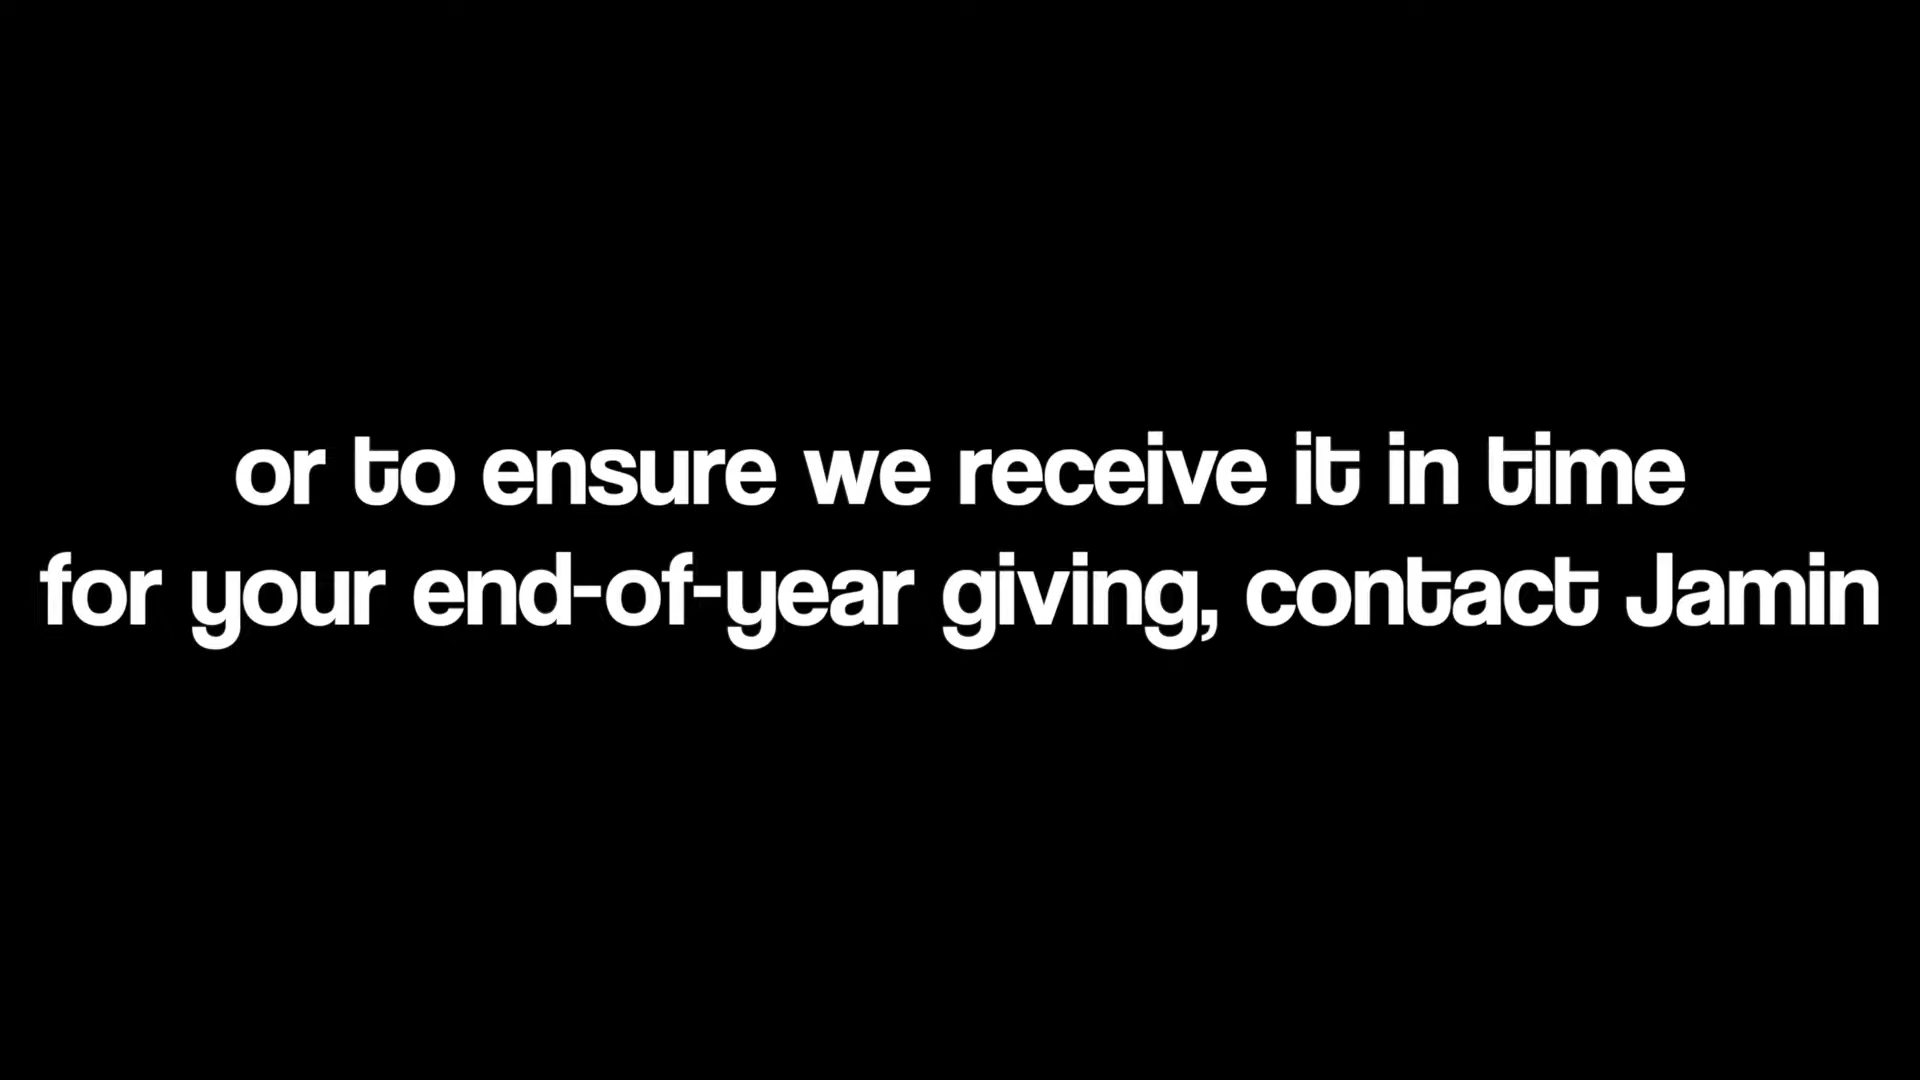 or to ensure we receive it in time
for your end-of-year giving, contact Jamin